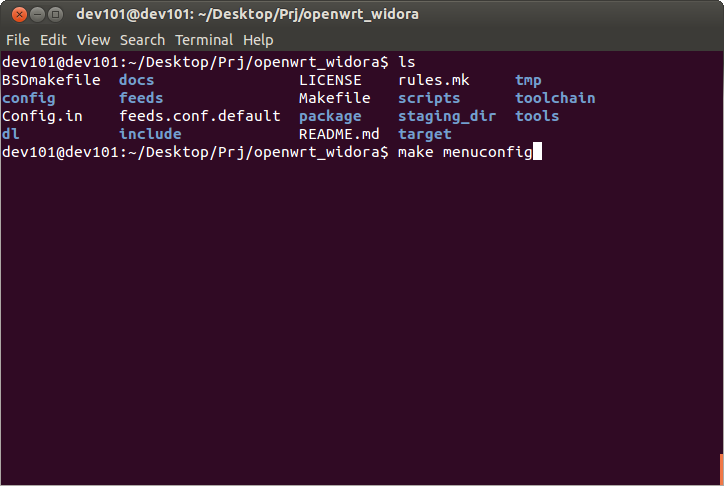 dev101@dev101: ~/Desktop/Prj/openwrt_widora
File Edit View Search Terminal Help
dev101@dev101:~/Desktop/Prj/openwrt_widora$ ls
BSDmakefile docs LICENSE rules.mk tmp
config feeds Makefile scripts toolchain
Config.in feeds.conf.default package staging_dir tools
dl include README.md target
dev101@dev101:~/Desktop/Prj/openwrt_widora$ make menuconfig